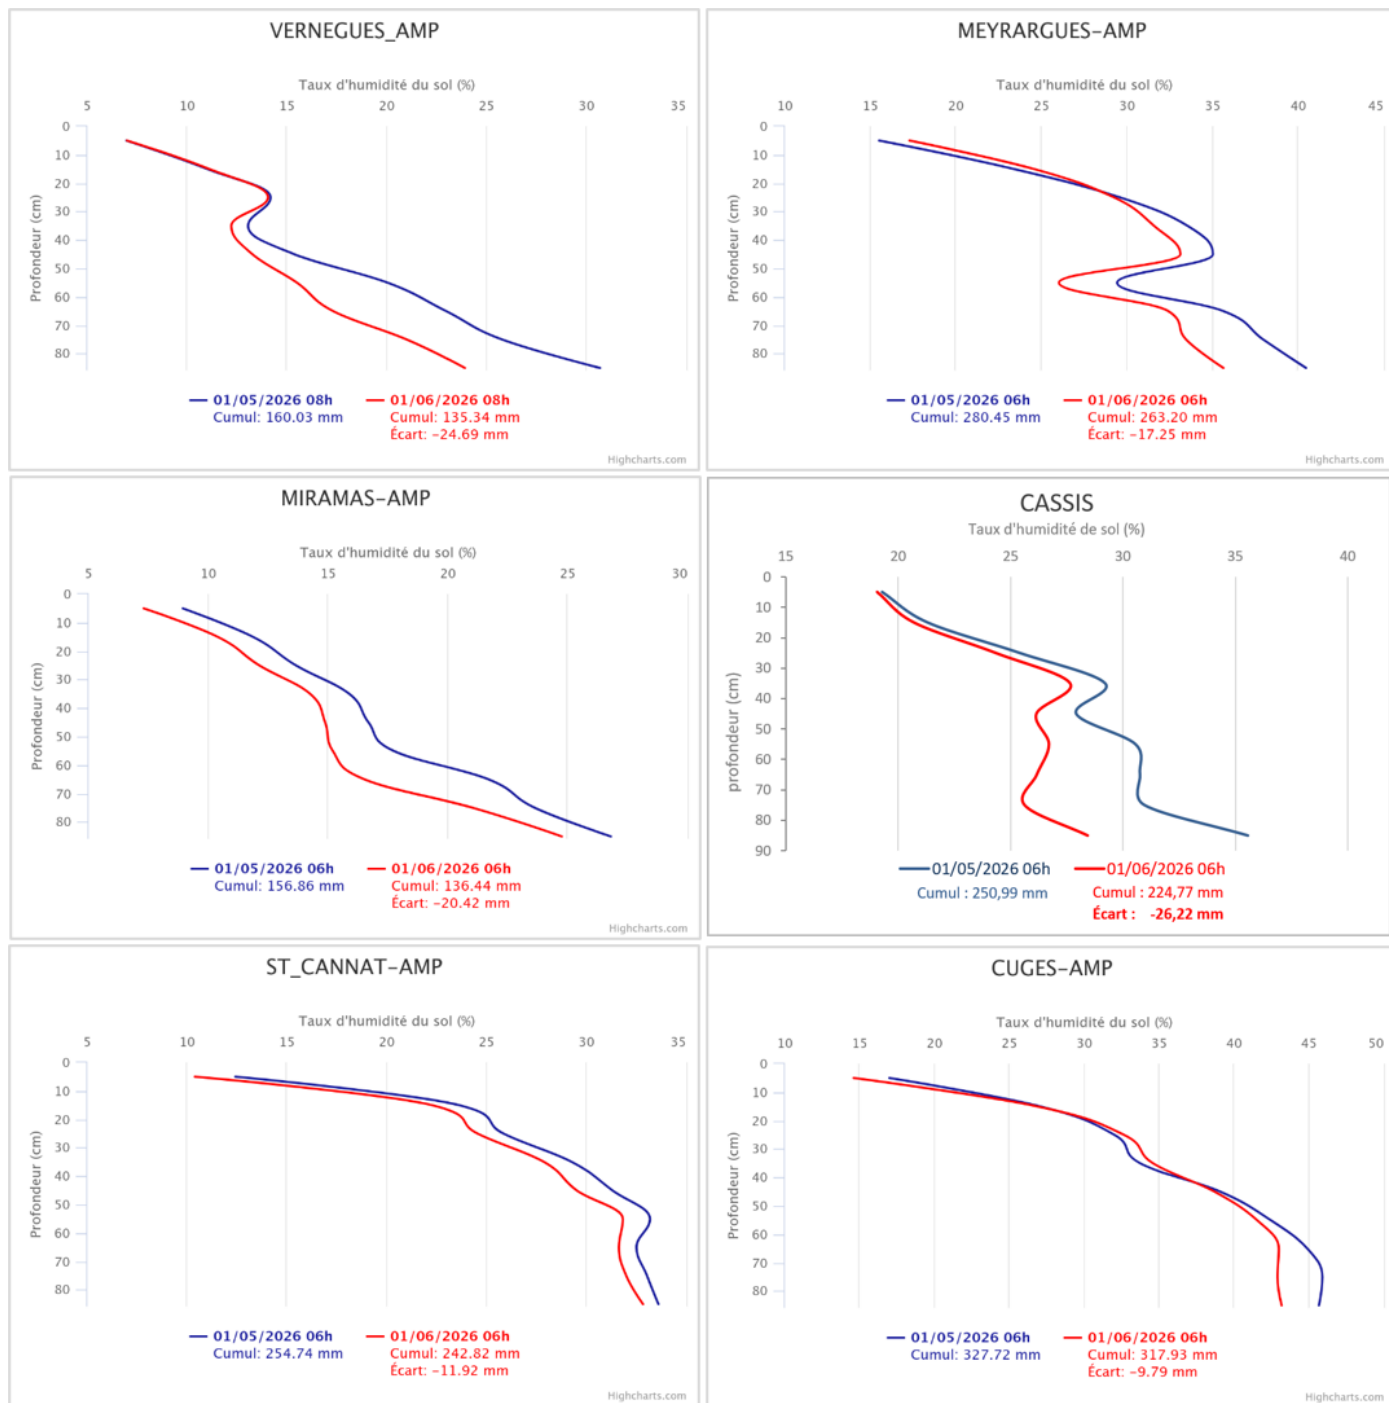 VERNEGUES_AMP
Taux d'humidité du sol (%)
5 10 15 20 25 30 35
Profondeur (cm)
0
10
20
30
40
50
60
70
80
01/05/2026 08h 01/06/2026 08h
Cumul: 160.03 mm Cumul: 135.34 mm
Écart: -24.69 mm
Highcharts.com
MEYRARGUES-AMP
Taux d'humidité du sol (%)
10 15 20 25 30 35 40 45
Profondeur (cm)
0
10
20
30
40
50
60
70
80
01/05/2026 06h 01/06/2026 06h
Cumul: 280.45 mm Cumul: 263.20 mm
Écart: -17.25 mm
Highcharts.com
MIRAMAS-AMP
Taux d'humidité du sol (%)
5 10 15 20 25 30
Profondeur (cm)
0
10
20
30
40
50
60
70
80
01/05/2026 06h 01/06/2026 06h
Cumul: 156.86 mm Cumul: 136.44 mm
Écart: -20.42 mm
Highcharts.com
CASSIS
Taux d'humidité de sol (%)
15 20 25 30 35 40
profondeur (cm)
0
10
20
30
40
50
60
70
80
90
01/05/2026 06h 01/06/2026 06h
Cumul : 250,99 mm Cumul : 224,77 mm
Écart : -26,22 mm
ST_CANNAT-AMP
Taux d'humidité du sol (%)
5 10 15 20 25 30 35
Profondeur (cm)
0
10
20
30
40
50
60
70
80
01/05/2026 06h 01/06/2026 06h
Cumul: 254.74 mm Cumul: 242.82 mm
Écart: -11.92 mm
Highcharts.com
CUGES-AMP
Taux d'humidité du sol (%)
10 15 20 25 30 35 40 45 50
Profondeur (cm)
0
10
20
30
40
50
60
70
80
01/05/2026 06h 01/06/2026 06h
Cumul: 327.72 mm Cumul: 317.93 mm
Écart: -9.79 mm
Highcharts.com